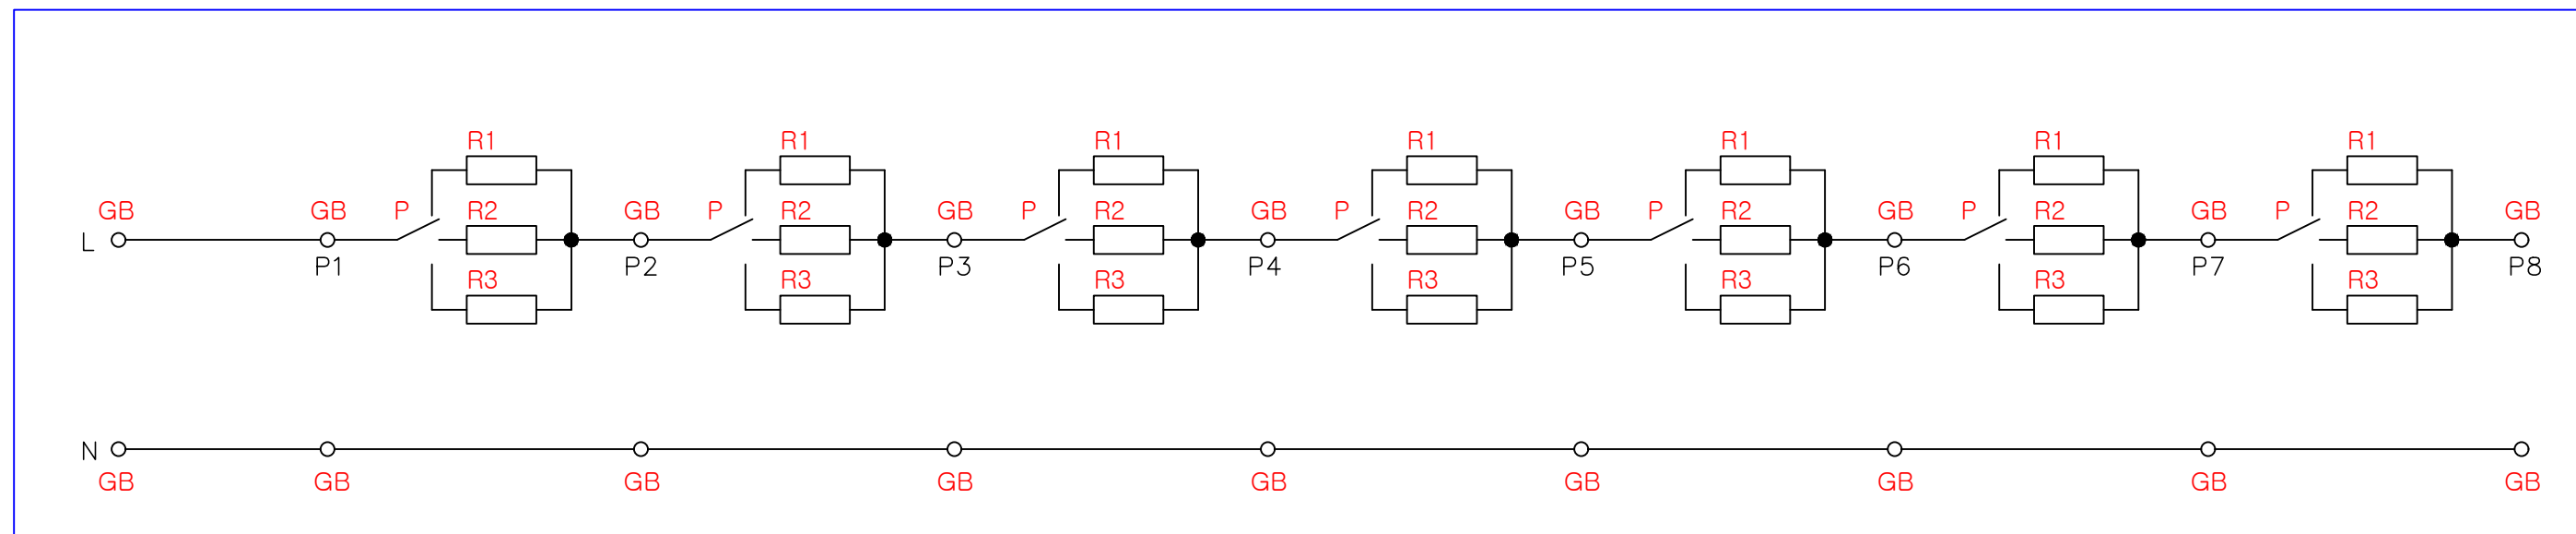 R1 R1 R1 R1 R1 R1 R1
GB GB P R2 GB P R2 GB P R2 GB P R2 GB P R2 GB P R2 GB P R2 GB
L
P1 P2 P3 P4 P5 P6 P7 P8
R3 R3 R3 R3 R3 R3 R3
N
GB GB GB GB GB GB GB GB GB